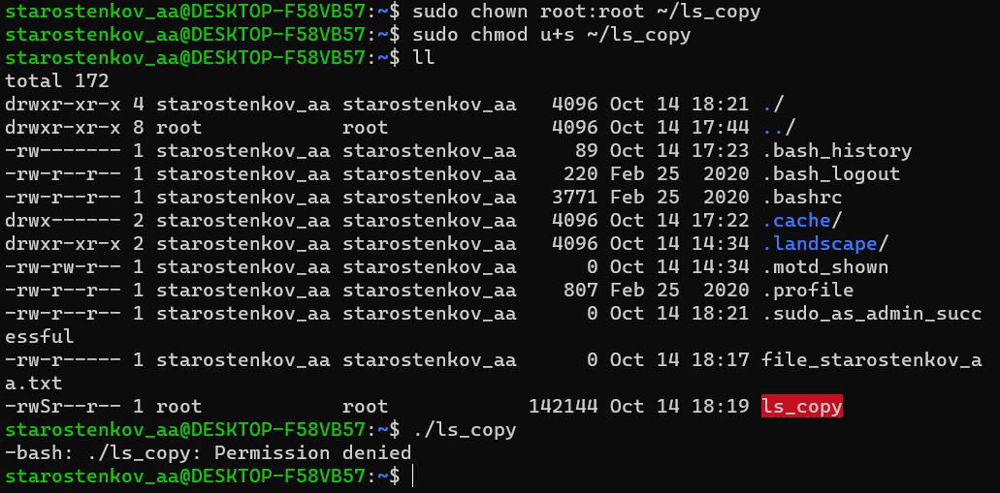 starostenkov_aa@DESKTOP-F58VB57:~$ sudo chown root:root ~/ls_copy
starostenkov_aa@DESKTOP-F58VB57:~$ sudo chmod u+s ~/ls_copy
starostenkov_aa@DESKTOP-F58VB57:~$ ll
total 172
drwxr-xr-x 4 starostenkov_aa starostenkov_aa   4096 Oct 14 18:21 ./
drwxr-xr-x 8 root            root              4096 Oct 14 17:44 ../
-rw------- 1 starostenkov_aa starostenkov_aa     89 Oct 14 17:23 .bash_history
-rw-r--r-- 1 starostenkov_aa starostenkov_aa    220 Feb 25  2020 .bash_logout
-rw-r--r-- 1 starostenkov_aa starostenkov_aa   3771 Feb 25  2020 .bashrc
drwx------ 2 starostenkov_aa starostenkov_aa   4096 Oct 14 17:22 .cache/
drwxr-xr-x 2 starostenkov_aa starostenkov_aa   4096 Oct 14 14:34 .landscape/
-rw-rw-r-- 1 starostenkov_aa starostenkov_aa      0 Oct 14 14:34 .motd_shown
-rw-r--r-- 1 starostenkov_aa starostenkov_aa    807 Feb 25  2020 .profile
-rw-r--r-- 1 starostenkov_aa starostenkov_aa      0 Oct 14 18:21 .sudo_as_admin_succ
essful
-rw-r----- 1 starostenkov_aa starostenkov_aa      0 Oct 14 18:17 file_starostenkov_a
a.txt
-rwSr--r-- 1 root            root            142144 Oct 14 18:19 ls_copy
starostenkov_aa@DESKTOP-F58VB57:~$ ./ls_copy
-bash: ./ls_copy: Permission denied
starostenkov_aa@DESKTOP-F58VB57:~$